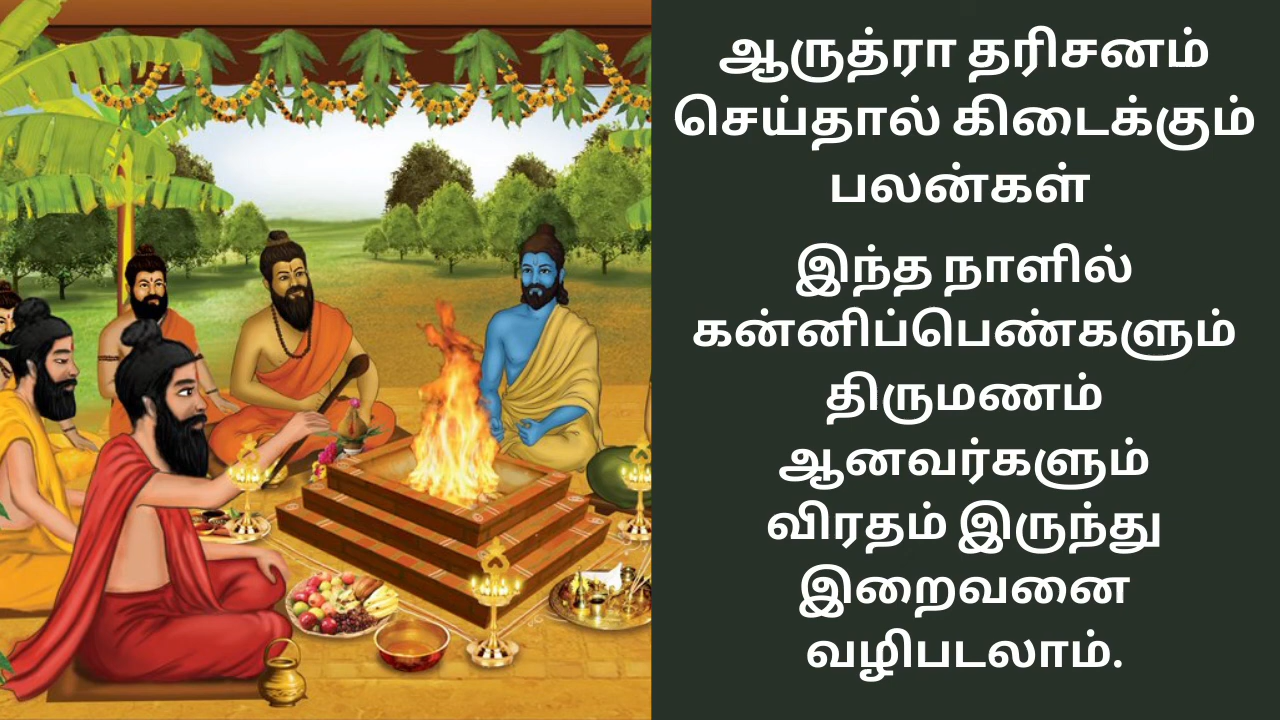 ஆருத்ரா தரிசனம்
செய்தால் கிடைக்கும்
பலன்கள்
இந்த நாளில்
கன்னிப்பெண்களும்
திருமணம்
ஆனவர்களும்
விரதம் இருந்து
இறைவனை
வழிபடலாம்.